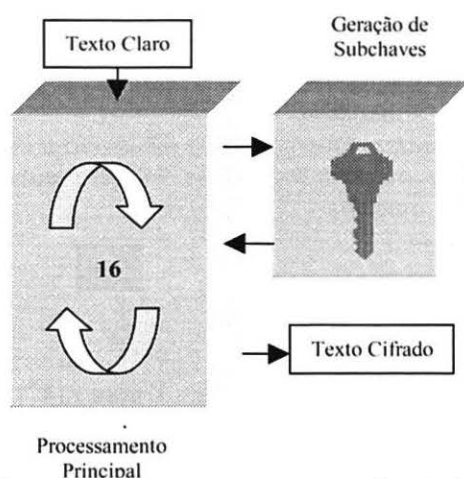 Texto Claro
Geração de
Subchaves
16
Texto Cifrado
Processamento
Principal